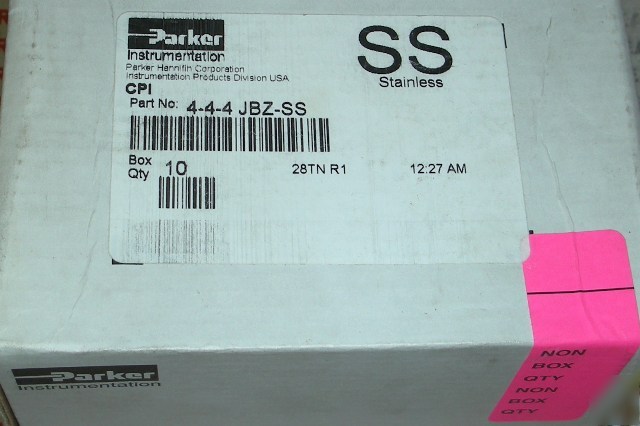 Parker
Instrumentation
Parker Hannifin Corporation
Instrumentation Products Division USA
CPI
Part No: 4-4-4 JBZ-SS
Box
Qty 10
28TN R1
12:27 AM
SS
Stainless
Parker
Instrumentation
NON
BOX
QTY
NON
BOX
QTY